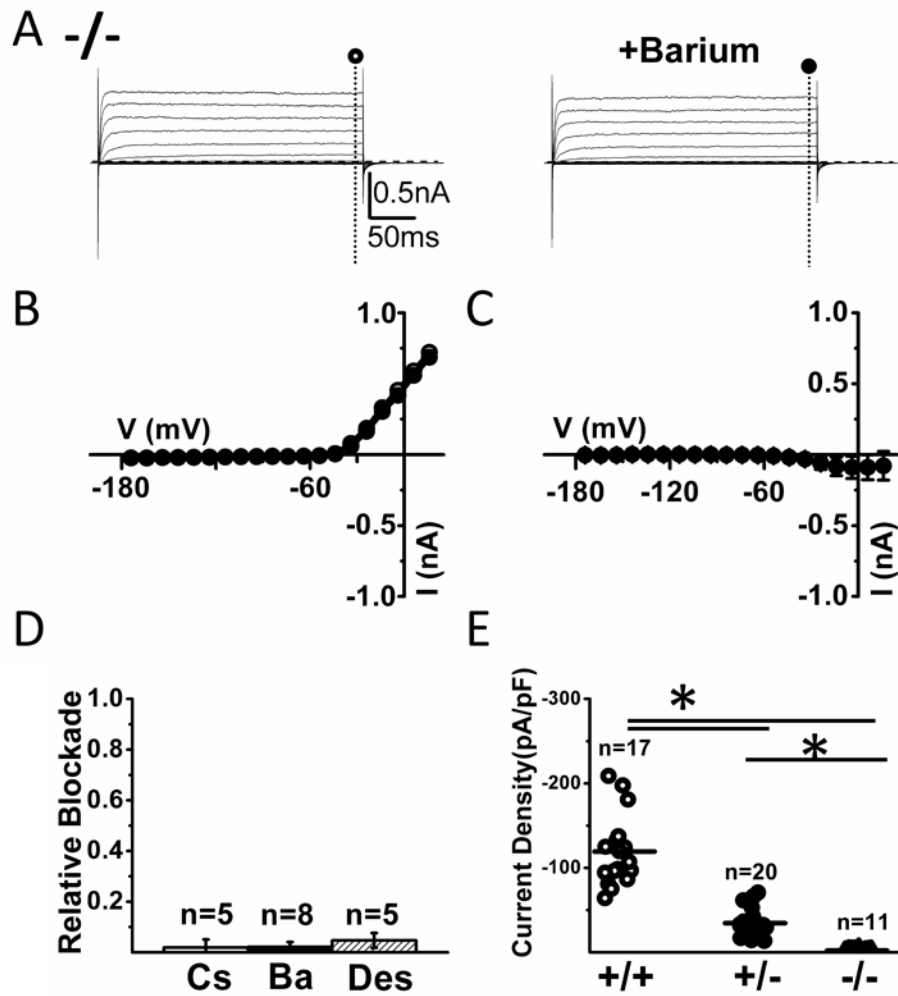 A -/-
+Barium
0.5nA
50ms
B
1.0
V (mV)
-180
-60
-0.5
-1.0
I (nA)
C
1.0
0.5
V (mV)
-180
-120
-60
-0.5
-1.0
I (nA)
D
Relative Blockade
1.0
0.8
0.6
0.4
0.2
n=5
n=8
n=5
Cs
Ba
Des
E
Current Density(pA/pF)
-300
-200
-100
*
*
n=17
n=20
n=11
+/+
+/-
-/-